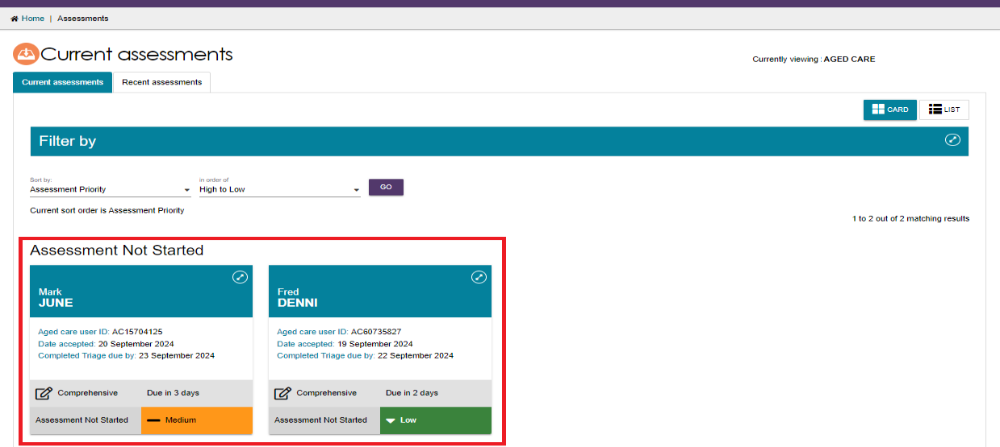 Home | Assessments
Current assessments
Currently viewing : AGED CARE
Current assessments
Recent assessments
CARD
LIST
Filter by
Sort by:
Assessment Priority
in order of
High to Low
GO
Current sort order is Assessment Priority
1 to 2 out of 2 matching results
Assessment Not Started
Mark
JUNE
Aged care user ID: AC15704125
Date accepted: 20 September 2024
Completed Triage due by: 23 September 2024
Comprehensive
Due in 3 days
Assessment Not Started
Medium
Fred
DENNI
Aged care user ID: AC60735827
Date accepted: 19 September 2024
Completed Triage due by: 22 September 2024
Comprehensive
Due in 2 days
Assessment Not Started
Low